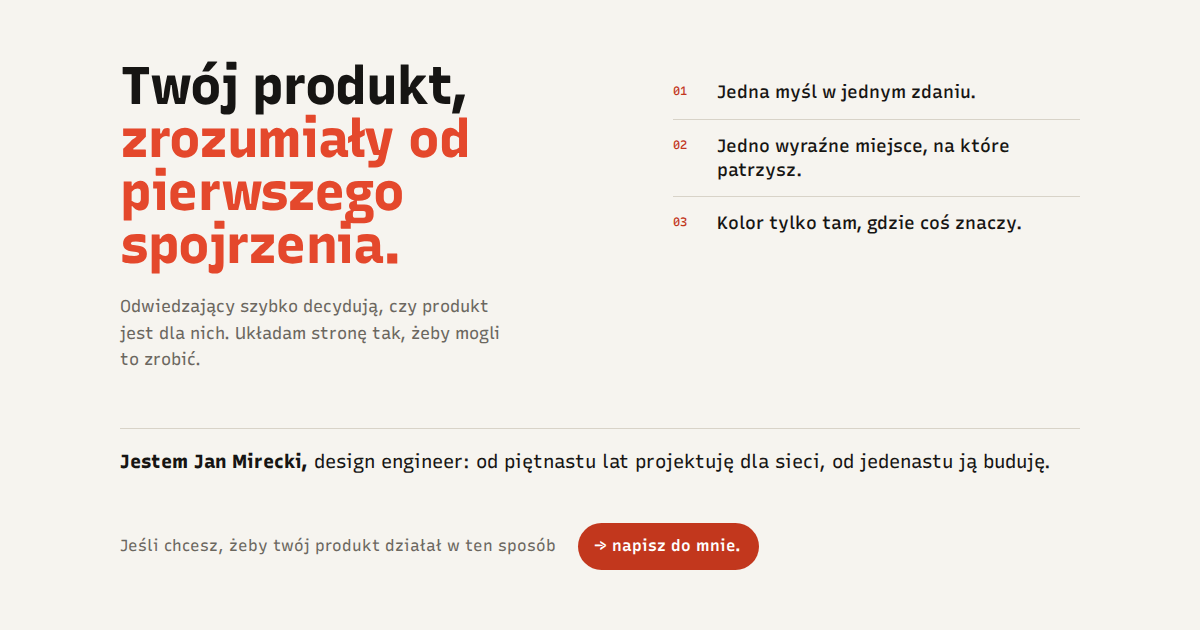 Twój produkt,
zrozumiały od
pierwszego
spojrzenia.
Odwiedzający szybko decydują, czy produkt
jest dla nich. Układam stronę tak, żeby mogli
to zrobić.
01 Jedna myśl w jednym zdaniu.
02 Jedno wyraźne miejsce, na które
patrzysz.
03 Kolor tylko tam, gdzie coś znaczy.
Jestem Jan Mirecki, design engineer: od piętnastu lat projektuję dla sieci, od jedenastu ją buduję.
Jeśli chcesz, żeby twój produkt działał w ten sposób → napisz do mnie.